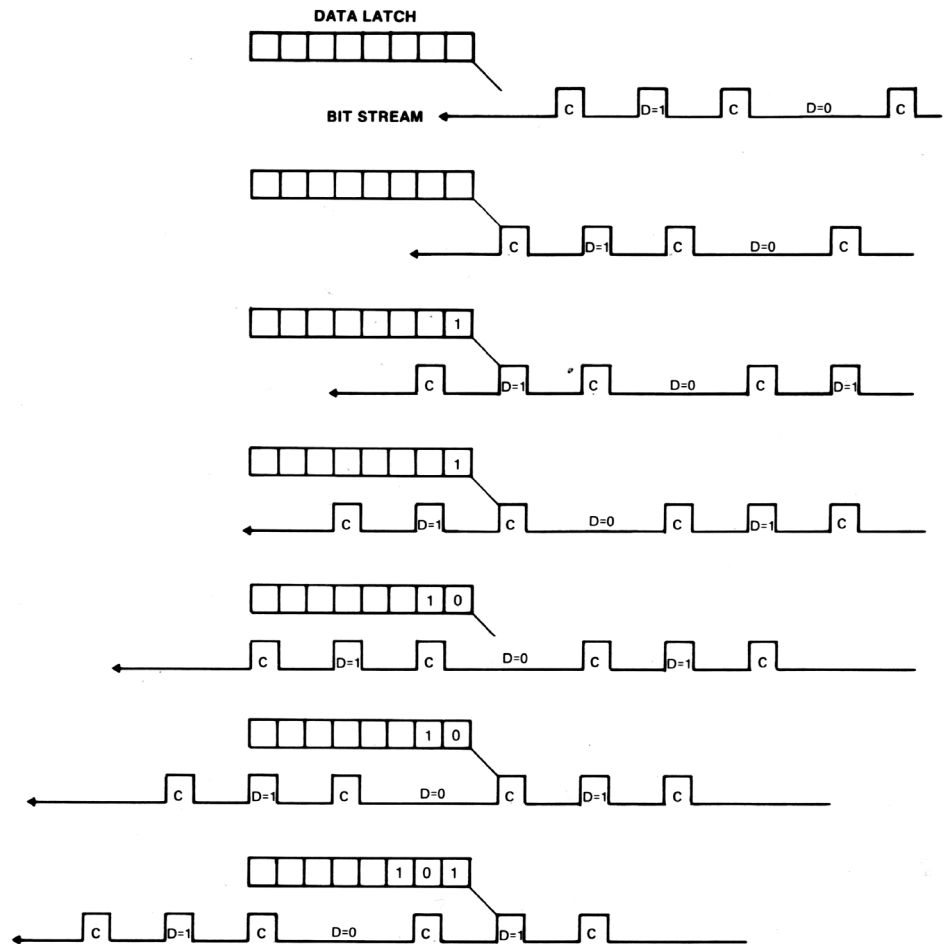 DATA LATCH
C D=1 C D=0 C
BIT STREAM
C D=1 C D=0 C
1
C D=1 C D=0 C D=1
1
C D=1 C D=0 C D=1 C
1 0
C D=1 C D=0 C D=1 C
1 0
C D=1 C D=0 C D=1 C
1 0 1
C D=1 C D=0 C D=1 C